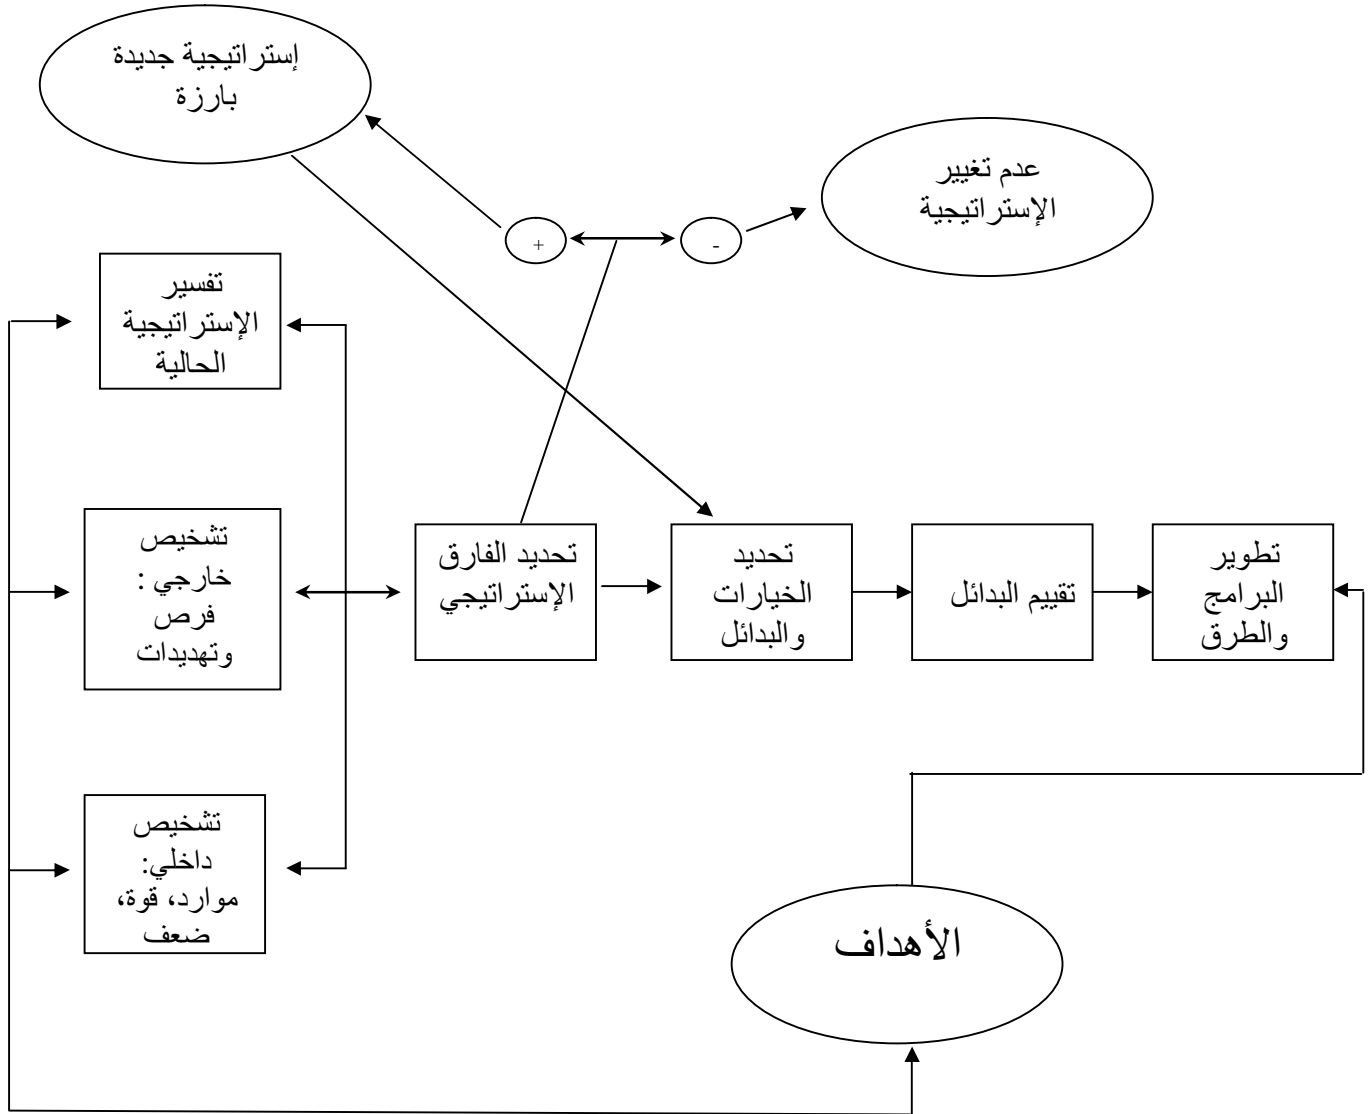 إستراتيجية جديدة
بارزة
عدم تغيير
الإستراتيجية
+
-
تفسير
الإستراتيجية
الحالية
تشخيص
خارجي :
فرص
وتهديدات
تحديد الفارق
الإستراتيجي
تحديد
الخيارات
والبدائل
تقييم البدائل
تطوير
البرامج
والطرق
تشخيص
داخلي:
موارد، قوة،
ضعف
الأهداف